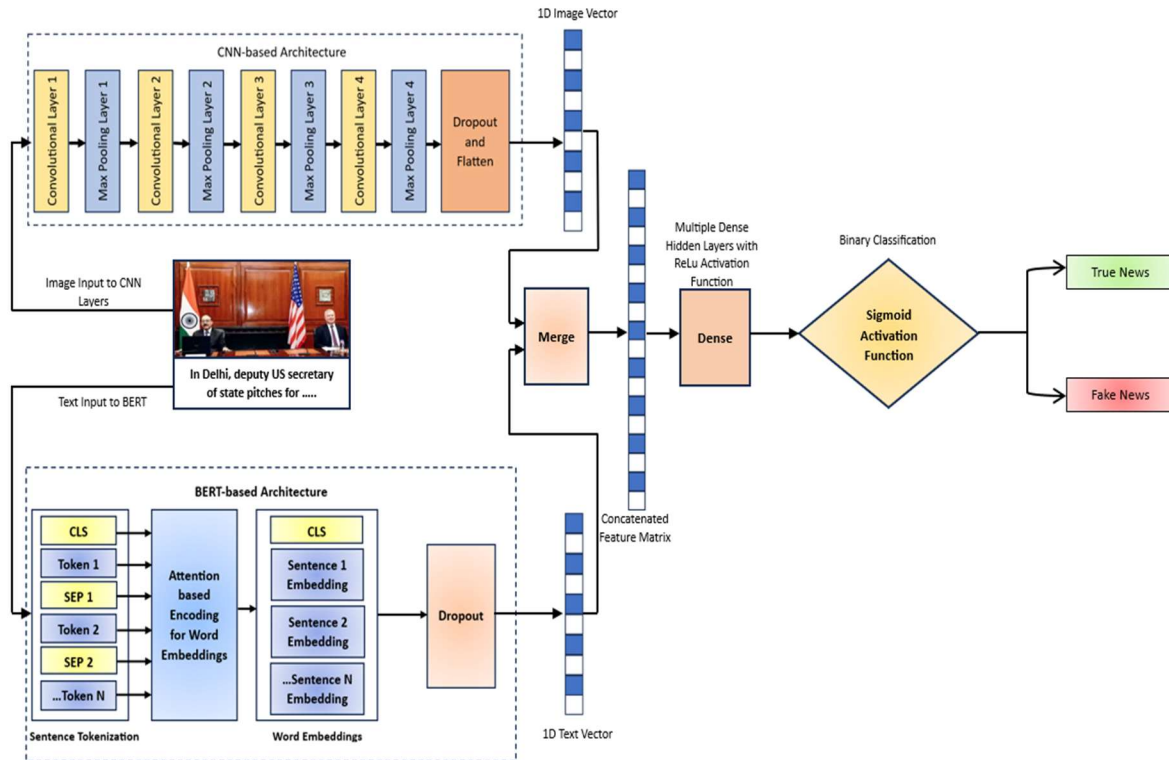 1D Image Vector
CNN-based Architecture
Convolutional Layer 1
Max Pooling Layer 1
Convolutional Layer 2
Max Pooling Layer 2
Convolutional Layer 3
Max Pooling Layer 3
Convolutional Layer 4
Max Pooling Layer 4
Dropout
and
Flatten
Image Input to CNN
Layers
In Delhi, deputy US secretary
of state pitches for .....
Text Input to BERT
Merge
Multiple Dense
Hidden Layers with
ReLu Activation
Function
Dense
Binary Classification
Sigmoid
Activation
Function
True News
Fake News
Concatenated
Feature Matrix
BERT-based Architecture
CLS
Token 1
SEP 1
Token 2
SEP 2
...Token N
Sentence Tokenization
Attention
based
Encoding
for Word
Embeddings
CLS
Sentence 1
Embedding
Sentence 2
Embedding
...Sentence N
Embedding
Word Embeddings
Dropout
1D Text Vector